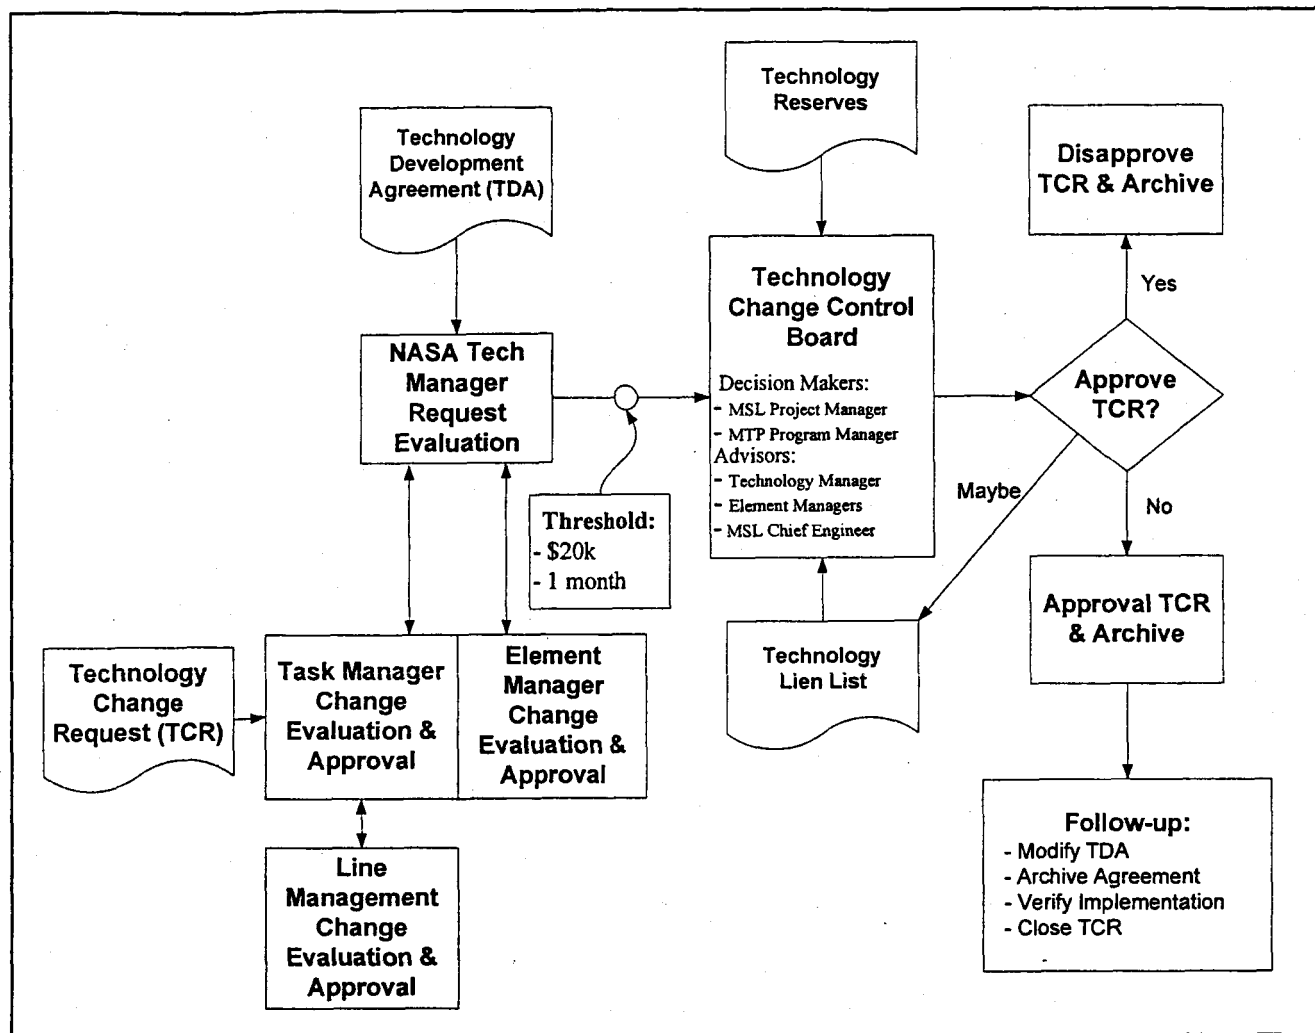 Technology
Reserves
Technology
Development
Agreement (TDA)
Disapprove
TCR & Archive
Technology
Change Control
Board
Decision Makers:
- MSL Project Manager
- MTP Program Manager
Advisors:
- Technology Manager
- Element Managers
- MSL Chief Engineer
Yes
NASA Tech
Manager
Request
Evaluation
Approve
TCR?
Maybe
No
Threshold:
- $20k
- 1 month
Approval TCR
& Archive
Technology
Lien List
Technology
Change
Request (TCR)
Task Manager
Change
Evaluation &
Approval
Element
Manager
Change
Evaluation &
Approval
Line
Management
Change
Evaluation &
Approval
Follow-up:
- Modify TDA
- Archive Agreement
- Verify Implementation
- Close TCR